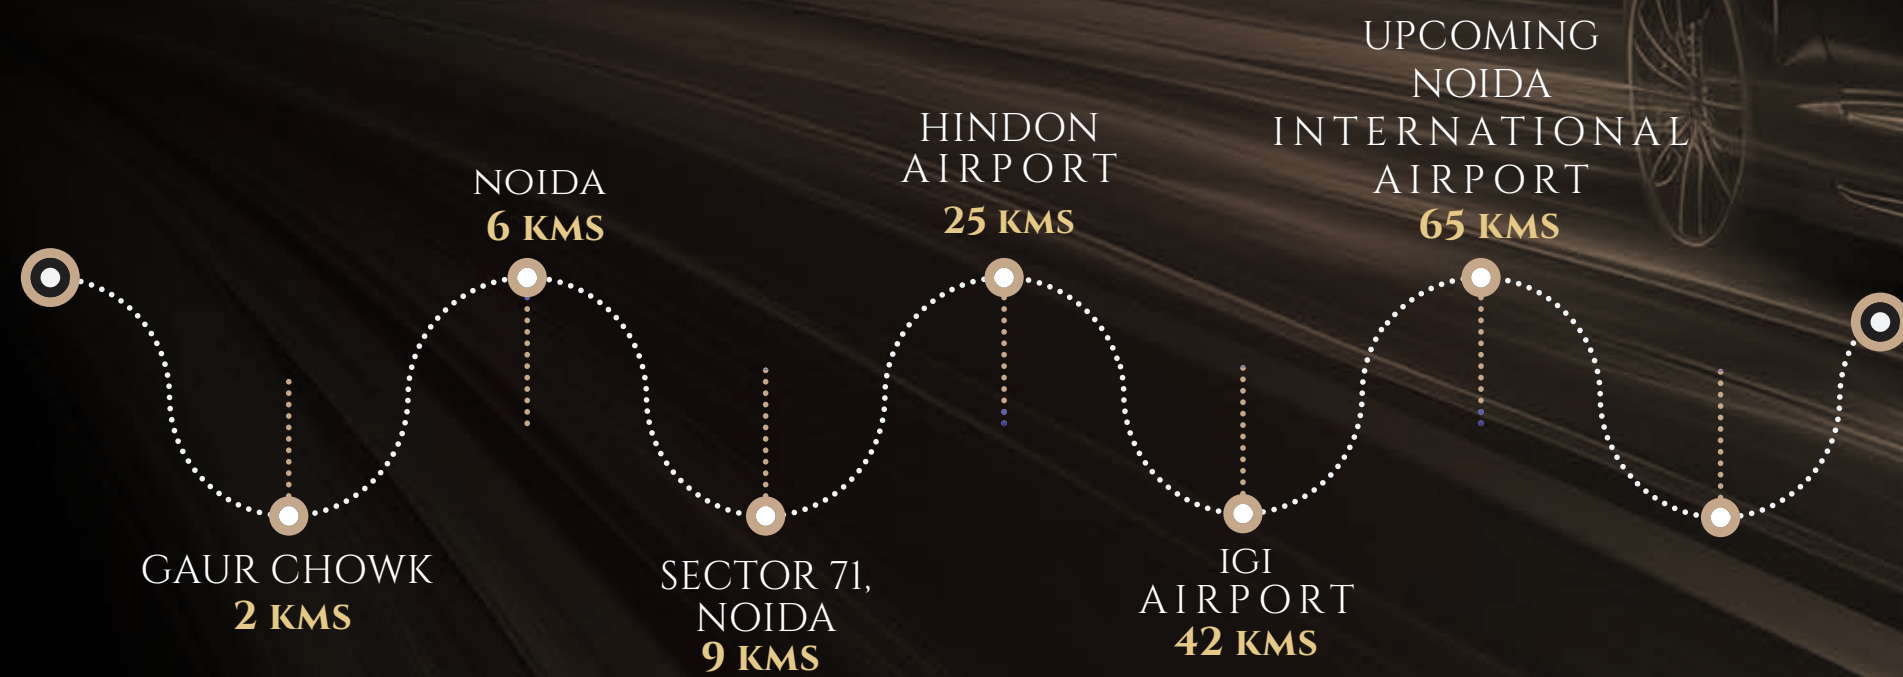 GAUR CHOWK
2 KMS
NOIDA
6 KMS
SECTOR 71,
NOIDA
9 KMS
HINDON
AIRPORT
25 KMS
IGI
AIRPORT
42 KMS
UPCOMING
NOIDA
INTERNATIONAL
AIRPORT
65 KMS